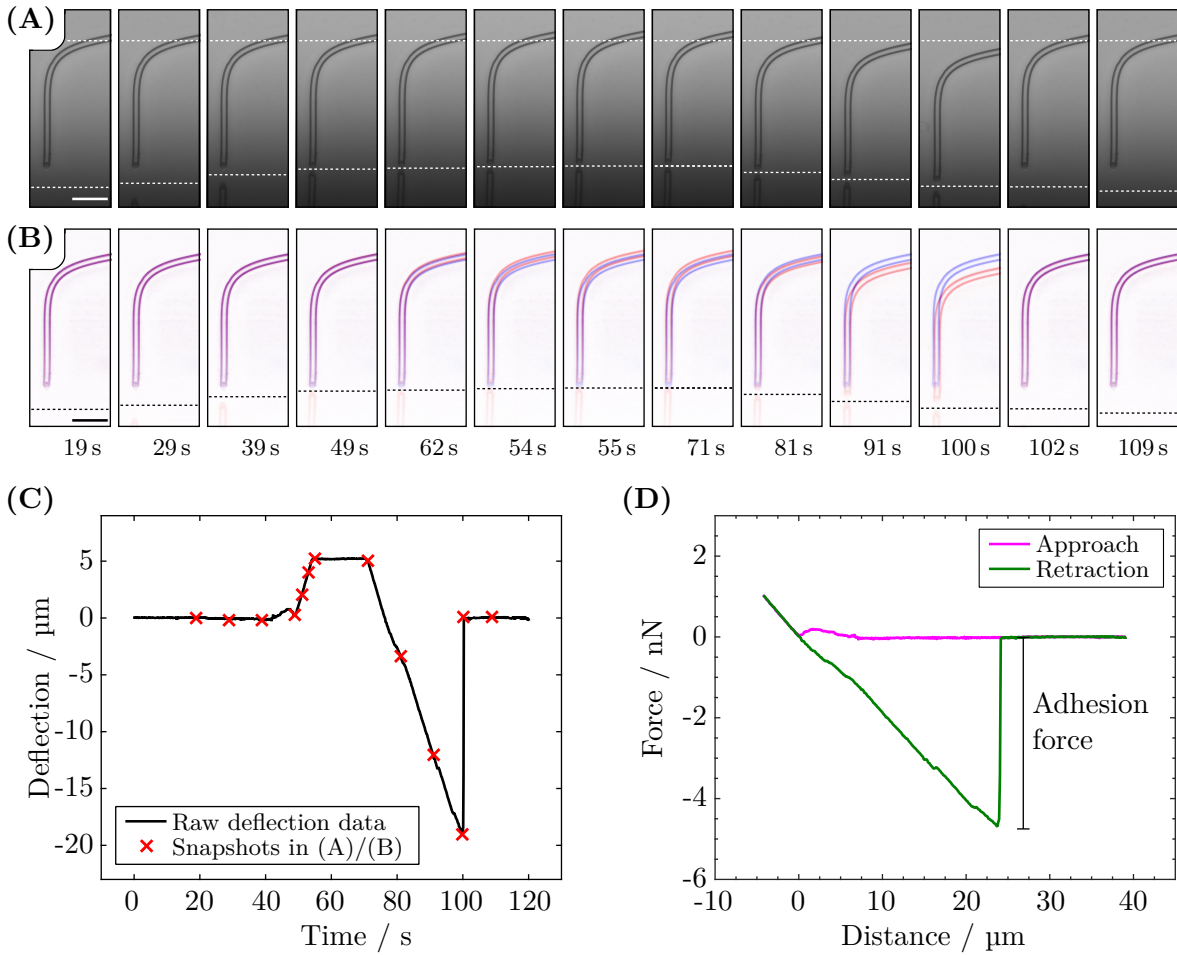 (A)
(B)
19 s 29 s 39 s 49 s 62 s 54 s 55 s 71 s 81 s 91 s 100 s 102 s 109 s
(C)
5
0
-5
-10
-15
-20
Deflection / µm
Raw deflection data
Snapshots in (A)/(B)
0 20 40 60 80 100 120
Time / s
(D)
2
0
-2
-4
-6
Force / nN
Approach
Retraction
Adhesion
force
-10 0 10 20 30 40
Distance / µm